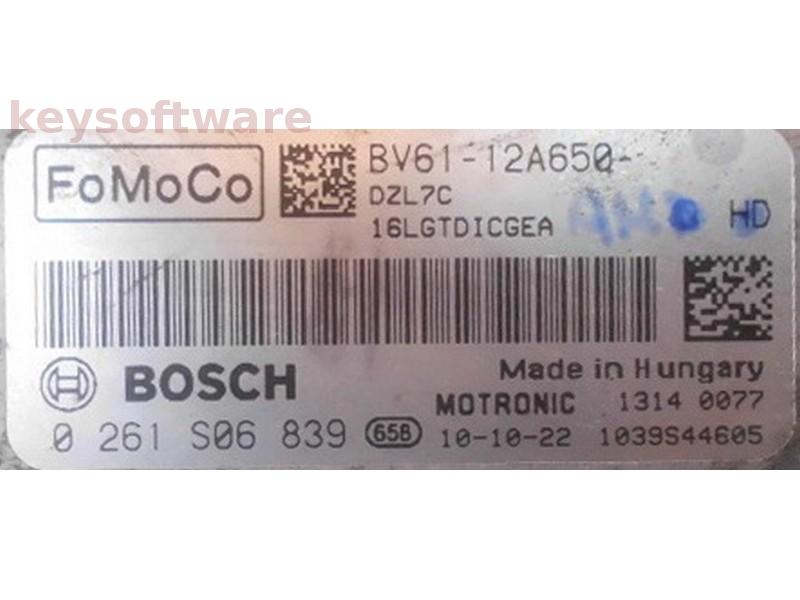 keysoftware
FoMoCo
BV61-12A650-
DZL7C
16LGTDICGEA
HD
BOSCH
Made in Hungary
MOTRONIC 1314 0077
0 261 S06 839 65B 10-10-22 1039S44605